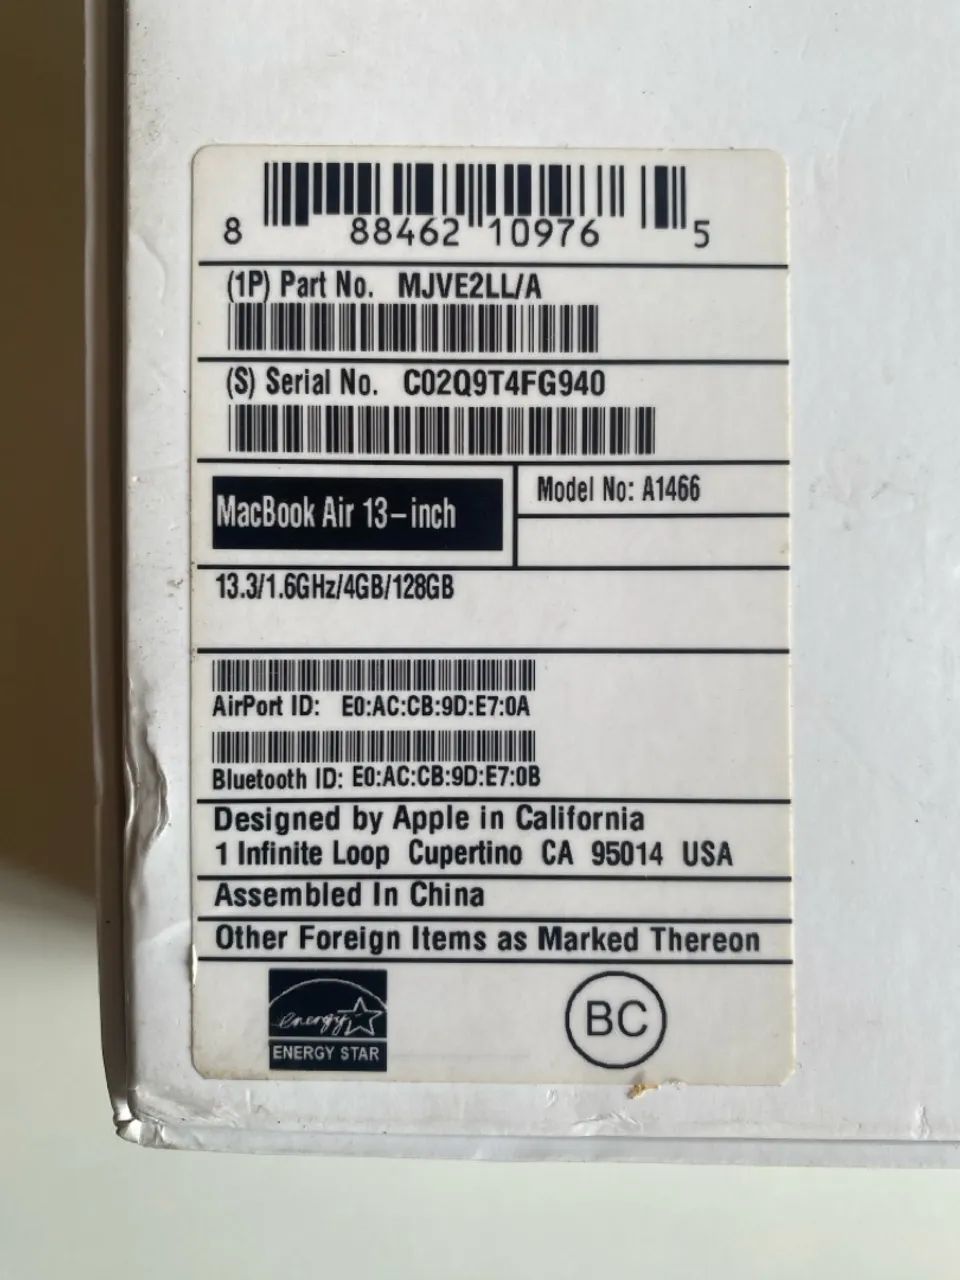 8 88462 10976 5
(1P) Part No. MJVE2LL/A
(S) Serial No. C02Q9T4FG940
MacBook Air 13-inch
Model No: A1466
13.3/1.6GHz/4GB/128GB
AirPort ID: E0:AC:CB:9D:E7:0A
Bluetooth ID: E0:AC:CB:9D:E7:0B
Designed by Apple in California
1 Infinite Loop Cupertino CA 95014 USA
Assembled In China
Other Foreign Items as Marked Thereon
energy
ENERGY STAR
BC